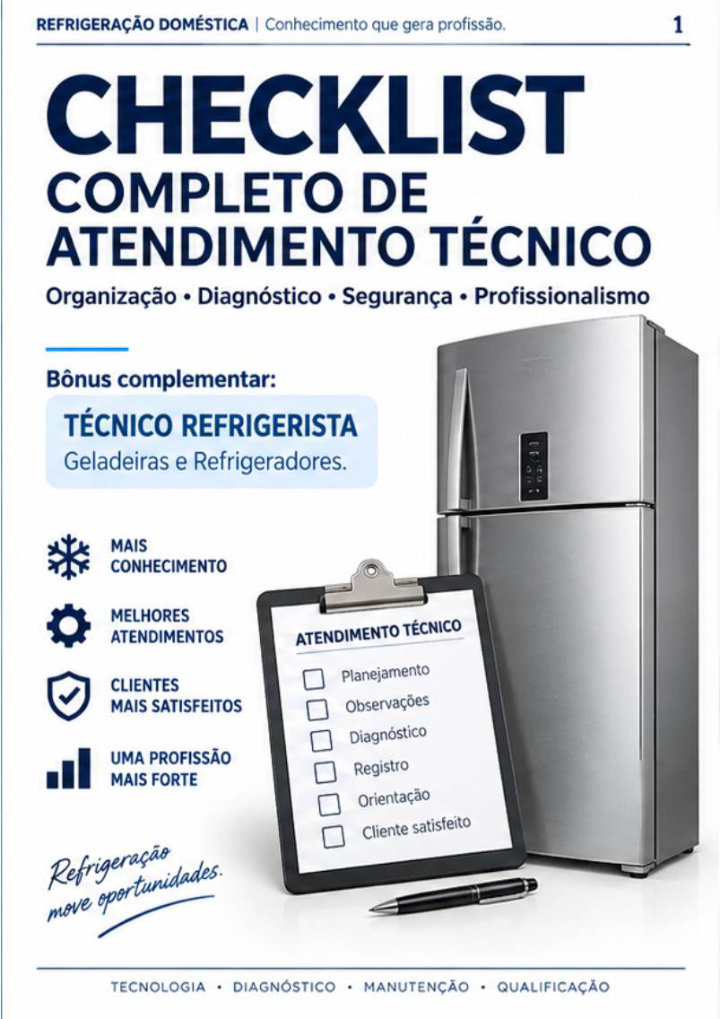 REFRIGERAÇÃO DOMÉSTICA | Conhecimento que gera profissão.
1
CHECKLIST
COMPLETO DE
ATENDIMENTO TÉCNICO
Organização • Diagnóstico • Segurança • Profissionalismo
Bônus complementar:
TÉCNICO REFRIGERISTA
Geladeiras e Refrigeradores.
MAIS
CONHECIMENTO
MELHORES
ATENDIMENTOS
CLIENTES
MAIS SATISFEITOS
UMA PROFISSÃO
MAIS FORTE
ATENDIMENTO TÉCNICO
Planejamento
Observações
Diagnóstico
Registro
Orientação
Cliente satisfeito
Refrigeração
move oportunidades.
TECNOLOGIA • DIAGNÓSTICO • MANUTENÇÃO • QUALIFICAÇÃO